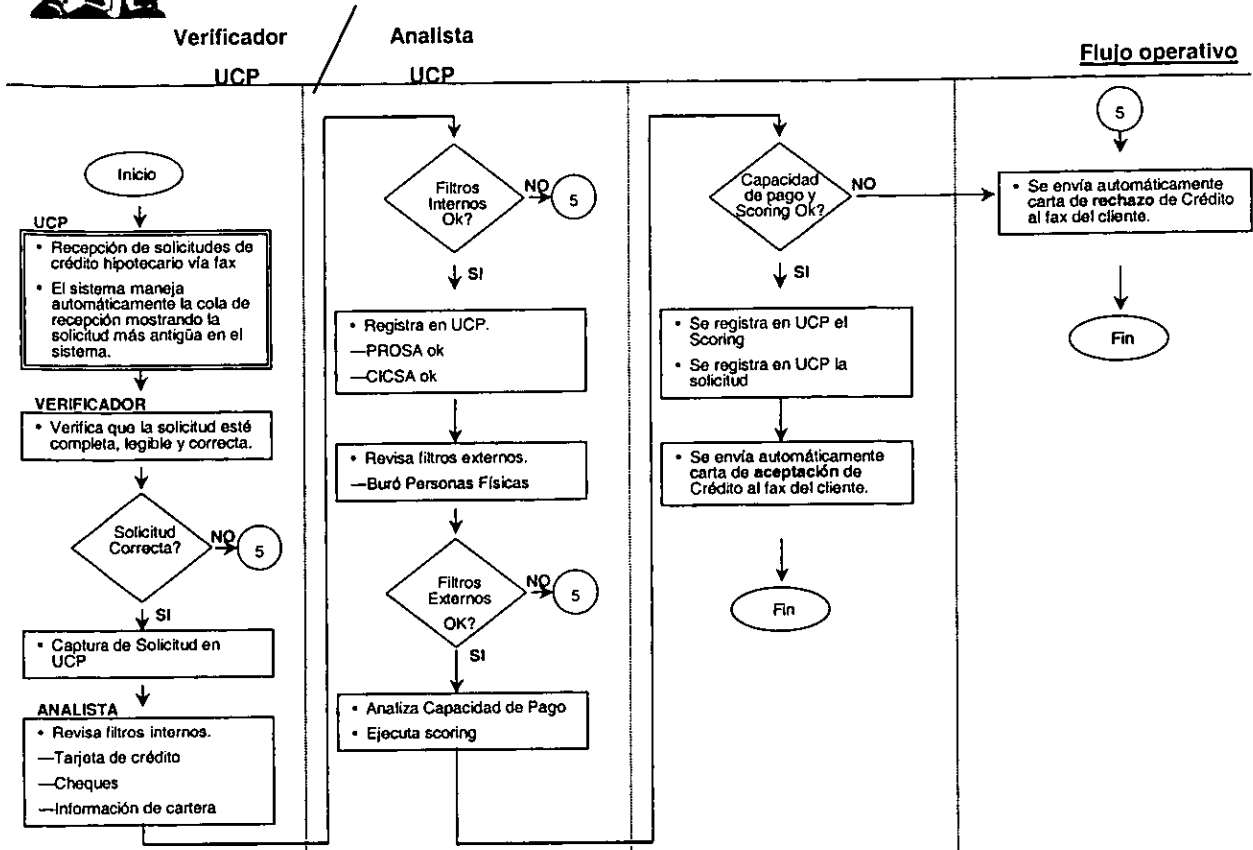 Verificador / Analista
UCP UCP
Flujo operativo
Inicio
UCP
• Recepción de solicitudes de
crédito hipotecario vía fax
• El sistema maneja
automáticamente la cola de
recepción mostrando la
solicitud más antigüa en el
sistema.
VERIFICADOR
• Verifica que la solicitud esté
completa, legible y correcta.
Solicitud
Correcta?
NO
5
SI
• Captura de Solicitud en
UCP
ANALISTA
• Revisa filtros internos.
—Tarjeta de crédito
—Cheques
—Información de cartera
Filtros
Internos
Ok?
NO
5
SI
• Registra en UCP.
—PROSA ok
—CICSA ok
• Revisa filtros externos.
—Buró Personas Físicas
Filtros
Externos
OK?
NO
5
SI
• Analiza Capacidad de Pago
• Ejecuta scoring
Capacidad
de pago y
Scoring Ok?
NO
SI
• Se registra en UCP el
Scoring
• Se registra en UCP la
solicitud
• Se envía automáticamente
carta de aceptación de
Crédito al fax del cliente.
Fin
5
• Se envía automáticamente
carta de rechazo de Crédito
al fax del cliente.
Fin